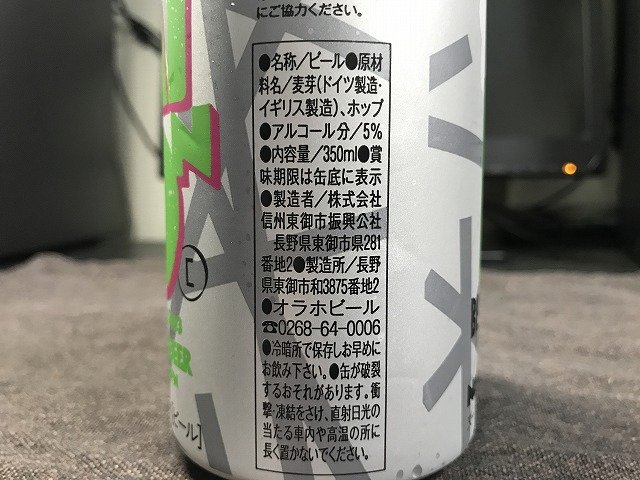 にご協力ください。
●名称/ビール●原材
料名/麦芽(ドイツ製造・
イギリス製造)、ホップ
●アルコール分/5%
●内容量/350ml●賞
味期限は缶底に表示
●製造者/株式会社
信州東御市振興公社
長野県東御市県281
番地2●製造所/長野
県東御市和3875番地2
●オラホビール
☎0268-64-0006
●冷暗所で保存しお早めに
お飲み下さい。●缶が破裂
するおそれがあります。衝
撃・凍結をさけ、直射日光の
当たる車内や高温の所に
長く置かないでください。
ビール]